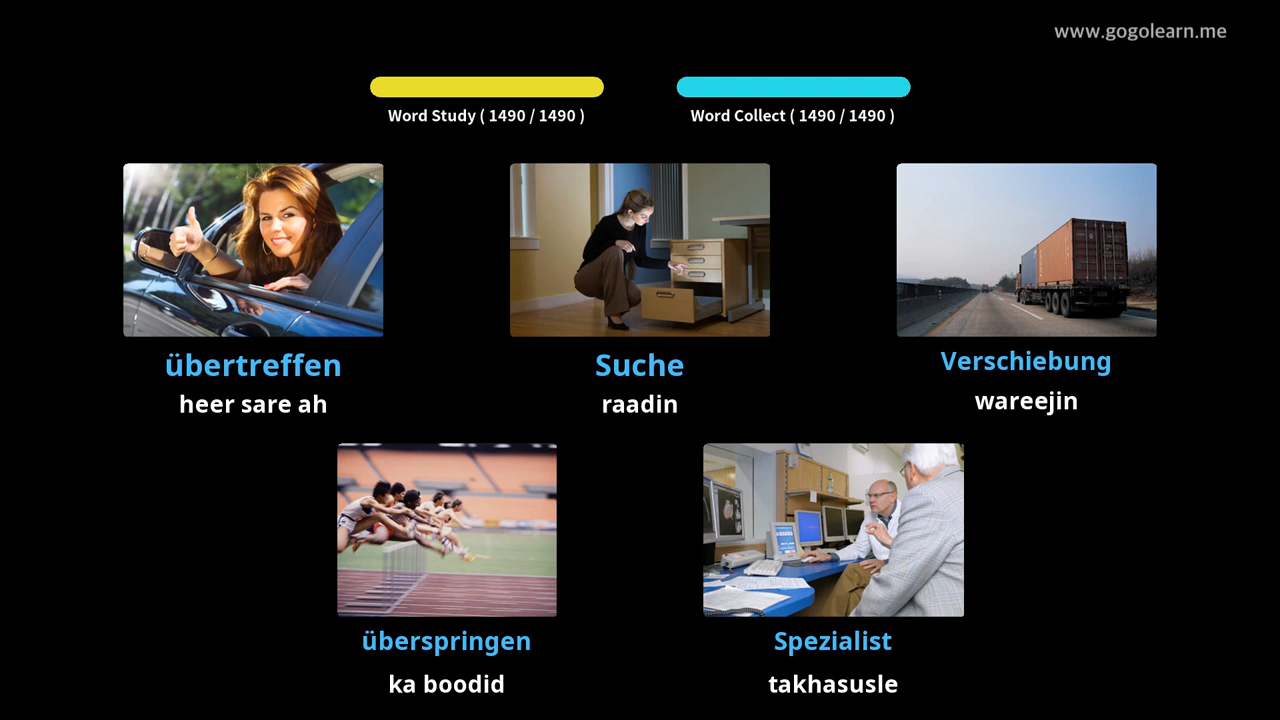 www.gogolearn.me
Word Study ( 1490 / 1490 )
Word Collect ( 1490 / 1490 )
übertreffen
heer sare ah
Suche
raadin
Verschiebung
wareejin
überspringen
ka boodid
Spezialist
takhasusle